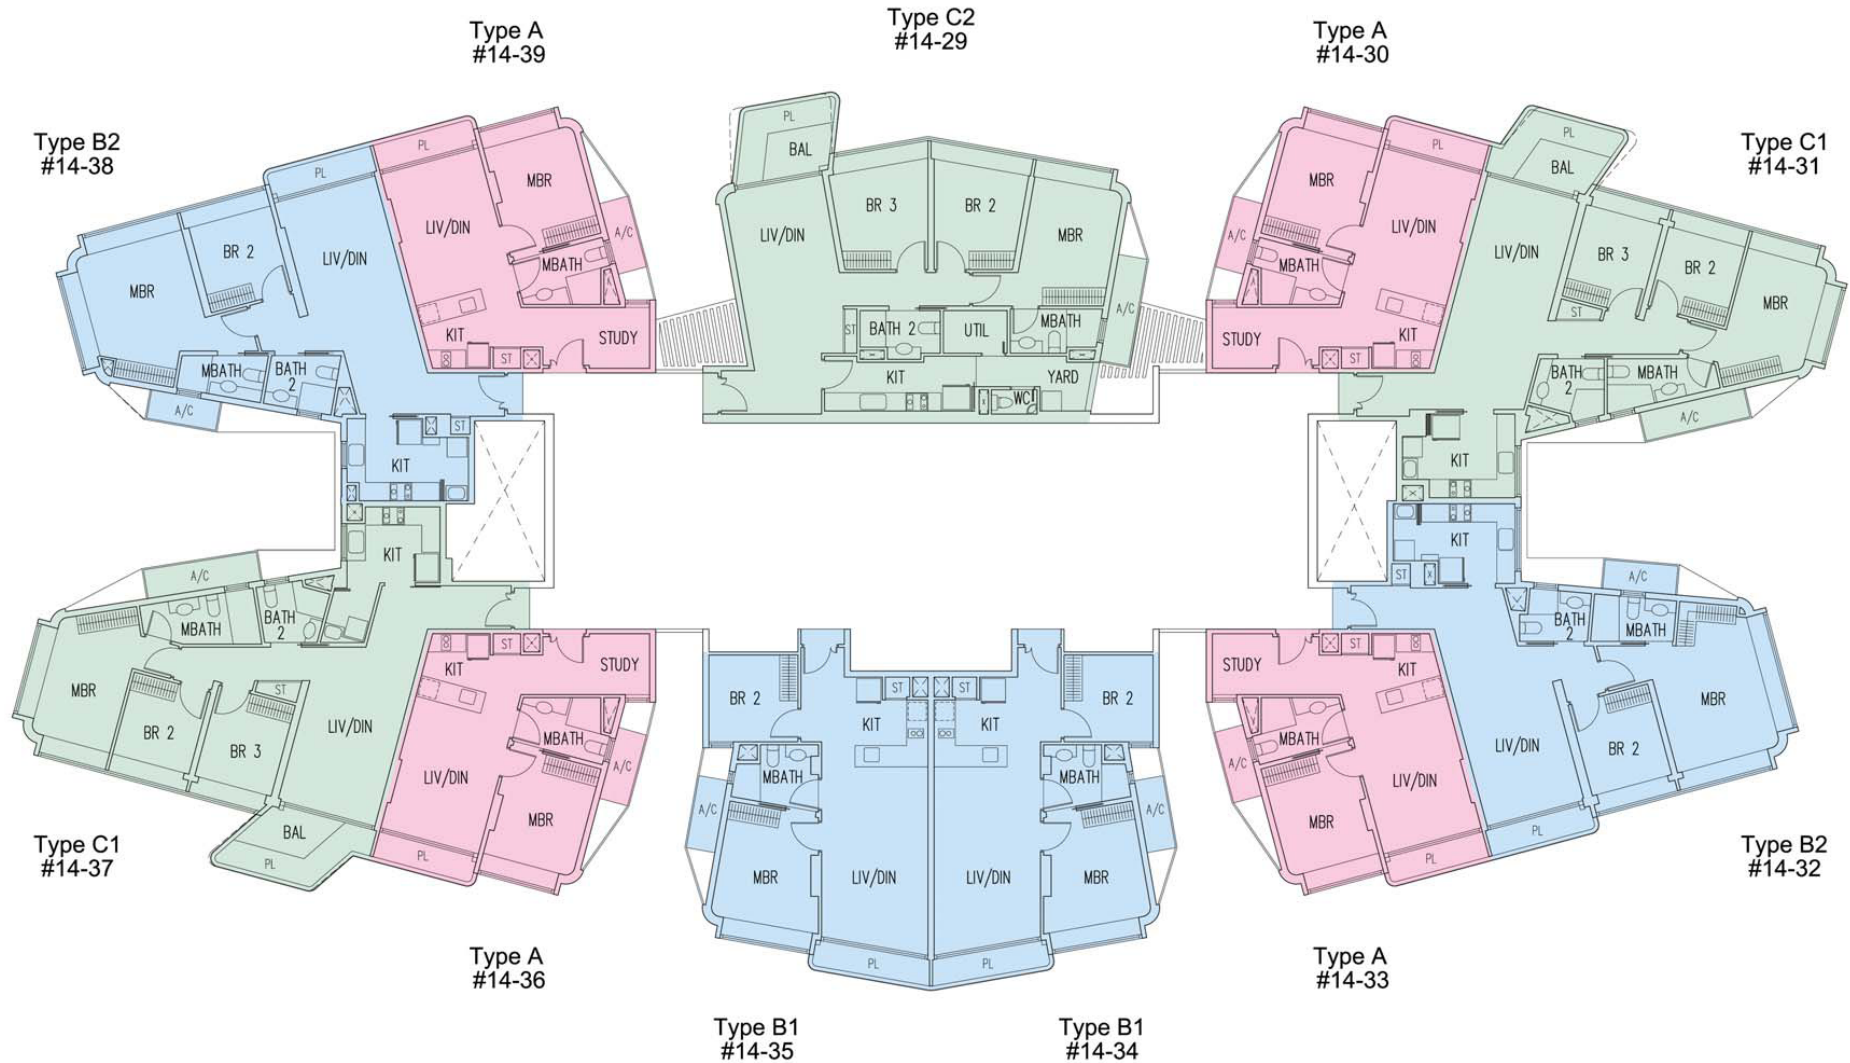 Type A
#14-39
Type C2
#14-29
Type A
#14-30
Type B2
#14-38
Type C1
#14-31
PL
MBR
LIV/DIN
A/C
MBATH
KIT
ST
STUDY
PL
BR 2
LIV/DIN
MBR
MBATH
BATH
2
A/C
ST
KIT
PL
BAL
LIV/DIN
BR 3
BR 2
MBR
ST
BATH 2
UTIL
MBATH
A/C
KIT
YARD
WC
PL
MBR
LIV/DIN
A/C
MBATH
KIT
ST
STUDY
PL
BAL
LIV/DIN
BR 3
BR 2
MBR
ST
BATH
2
MBATH
A/C
KIT
KIT
A/C
BATH
2
MBATH
MBR
BR 2
BR 3
ST
LIV/DIN
BAL
PL
KIT
ST
STUDY
MBATH
A/C
LIV/DIN
MBR
PL
BR 2
ST
KIT
MBATH
A/C
MBR
LIV/DIN
PL
ST
KIT
BR 2
MBATH
A/C
LIV/DIN
MBR
PL
STUDY
ST
KIT
MBATH
A/C
LIV/DIN
MBR
PL
KIT
ST
A/C
BATH
2
MBATH
MBR
BR 2
LIV/DIN
PL
Type C1
#14-37
Type B2
#14-32
Type A
#14-36
Type A
#14-33
Type B1
#14-35
Type B1
#14-34